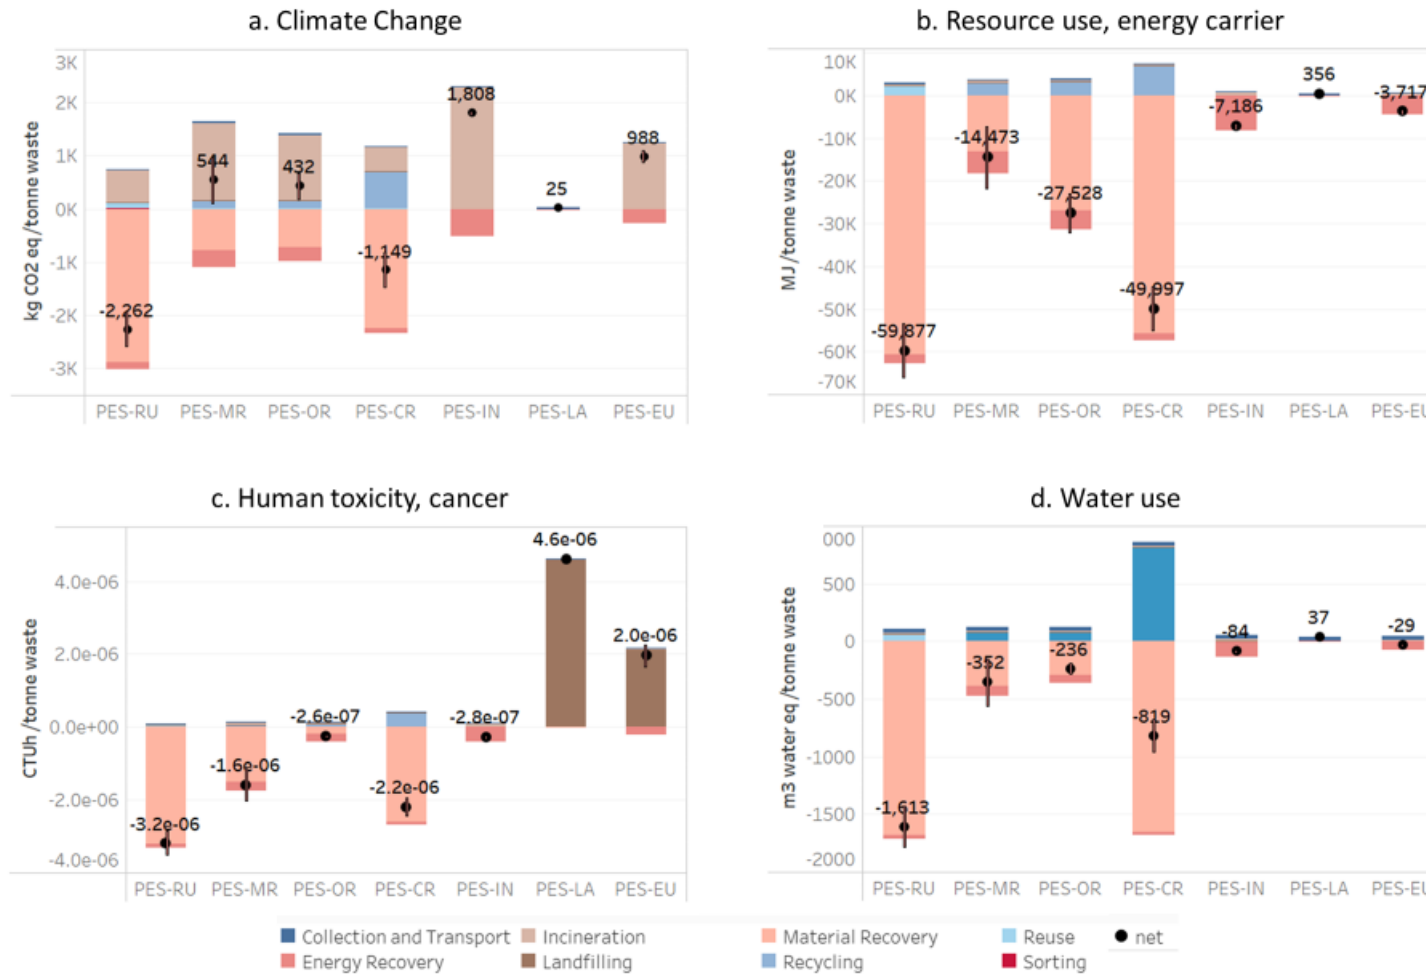 a. Climate Change
3K
2K
1K
0K
-1K
-2K
-3K
kg CO2 eq/tonne waste
-2,262
544
432
-1,149
1,808
25
988
PES-RU PES-MR PES-OR PES-CR PES-IN PES-LA PES-EU
b. Resource use, energy carrier
10K
0K
-10K
-20K
-30K
-40K
-50K
-60K
-70K
MJ/tonne waste
-59,877
-14,473
-27,528
-49,997
-7,186
356
-3,717
PES-RU PES-MR PES-OR PES-CR PES-IN PES-LA PES-EU
c. Human toxicity, cancer
4.0e-06
2.0e-06
0.0e+00
-2.0e-06
-4.0e-06
CTUh/tonne waste
-3.2e-06
-1.6e-06
-2.6e-07
-2.2e-06
-2.8e-07
4.6e-06
2.0e-06
PES-RU PES-MR PES-OR PES-CR PES-IN PES-LA PES-EU
d. Water use
000
500
0
-500
-1000
-1500
-2000
m3 water eq/tonne waste
-1,613
-352
-236
-819
-84
37
-29
PES-RU PES-MR PES-OR PES-CR PES-IN PES-LA PES-EU
Collection and Transport Incineration Material Recovery Reuse net
Energy Recovery Landfilling Recycling Sorting